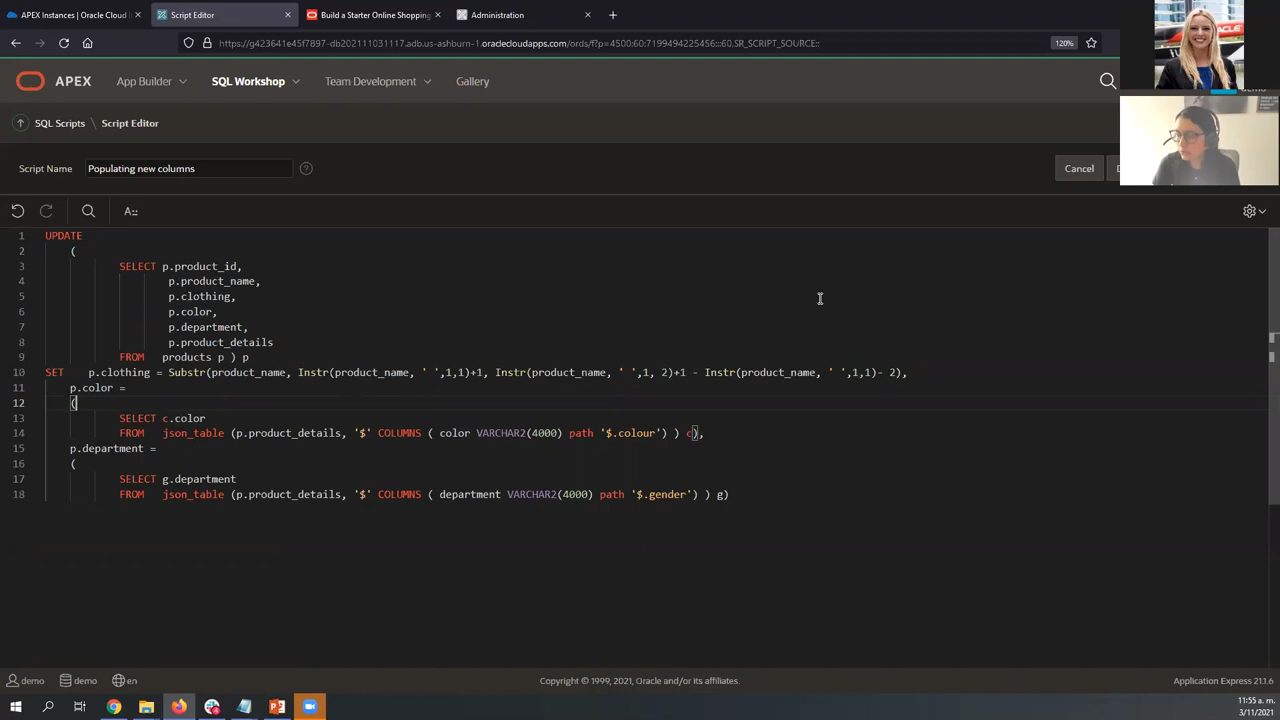 APEX Instances | Oracle Cloud I
Script Editor
Build a Starter Online Shopping
Administration
https://g423641e45f7897-db202111031117.adb.us-ashburn-1.oraclecloudapps.com/ords/f?p=4500:60:7199494225456:::60:SR_SCRIPT_SCRATE::
120%
APEX
App Builder
SQL Workshop
Team Development
Gallery
demo
SQL Scripts
Script Editor
Script Name
Populating new columns
Cancel
A::
1 UPDATE
2 (
3 SELECT p.product_id,
4 p.product_name,
5 p.clothing,
6 p.color,
7 p.department,
8 p.product_details
9 FROM products p ) p
10 SET p.clothing = Substr(product_name, Instr(product_name, ' ',1,1)+1, Instr(product_name, ' ',1, 2)+1 - Instr(product_name, ' ',1,1)- 2),
11 p.color =
12 (
13 SELECT c.color
14 FROM json_table (p.product_details, '$' COLUMNS ( color VARCHAR2(4000) path '$.colour') ) c),
15 p.department =
16 (
17 SELECT g.department
18 FROM json_table (p.product_details, '$' COLUMNS ( department VARCHAR2(4000) path '$.gender') ) g)
demo
demo
en
Copyright © 1999, 2021, Oracle and/or its affiliates.
Application Express 21.1.6
11:55 a. m.
3/11/2021